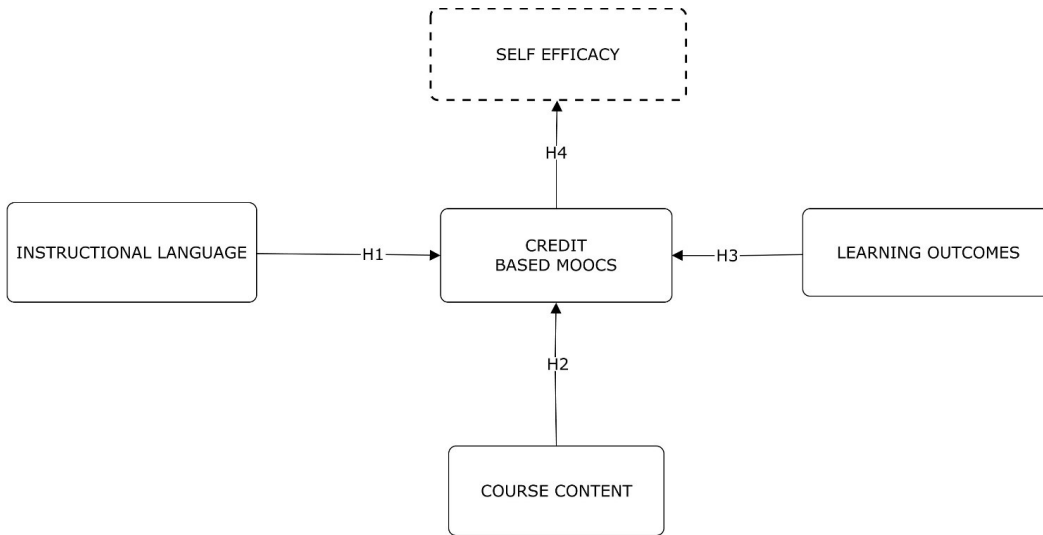 SELF EFFICACY
H4
INSTRUCTIONAL LANGUAGE
H1
CREDIT
BASED MOOCS
H3
LEARNING OUTCOMES
H2
COURSE CONTENT